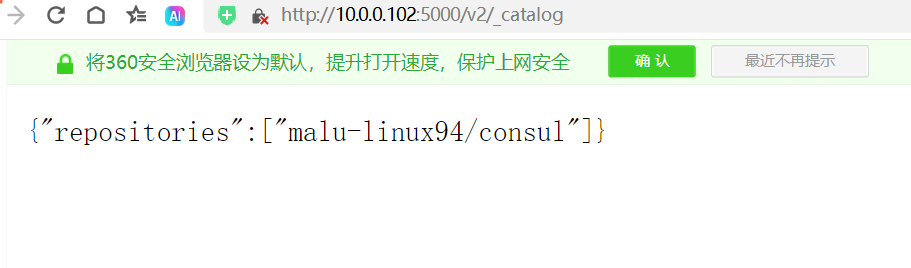 AI http://10.0.0.102:5000/v2/_catalog
将360安全浏览器设为默认，提升打开速度，保护上网安全 确 认 最近不再提示
{"repositories":["malu-linux94/consul"]}